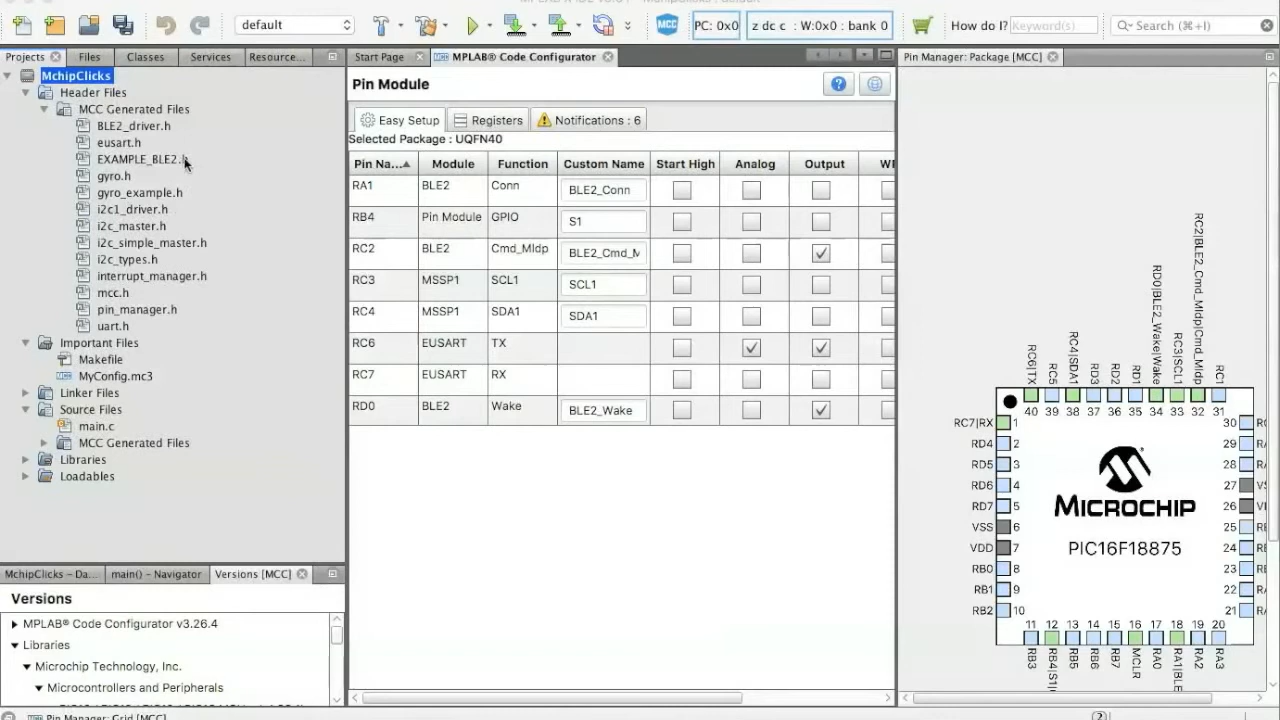 default
PC: 0x0
z dc c : W:0x0 : bank 0
How do I?
Keyword(s)
Search (⌘+I)
Projects
Files
Classes
Services
Resource...
Start Page
MPLAB® Code Configurator
Pin Manager: Package [MCC]
MchipClicks
Header Files
MCC Generated Files
BLE2_driver.h
eusart.h
EXAMPLE_BLE2.h
gyro.h
gyro_example.h
i2c1_driver.h
i2c_master.h
i2c_simple_master.h
i2c_types.h
interrupt_manager.h
mcc.h
pin_manager.h
uart.h
Important Files
Makefile
MyConfig.mc3
Linker Files
Source Files
main.c
MCC Generated Files
Libraries
Loadables
MchipClicks – Da...
main() – Navigator
Versions [MCC]
Versions
MPLAB® Code Configurator v3.26.4
Libraries
Microchip Technology, Inc.
Microcontrollers and Peripherals
Pin Manager: Grid [MCC]
Pin Module
Easy Setup
Registers
Notifications : 6
Selected Package : UQFN40
Pin Na... Module Function Custom Name Start High Analog Output
RA1 BLE2 Conn BLE2_Conn
RB4 Pin Module GPIO S1
RC2 BLE2 Cmd_Mldp BLE2_Cmd_M
RC3 MSSP1 SCL1 SCL1
RC4 MSSP1 SDA1 SDA1
RC6 EUSART TX
RC7 EUSART RX
RD0 BLE2 Wake BLE2_Wake
RC6|TX
RC5
RC4|SDA1
RD3
RD2
RD1
RD0|BLE2_Wake|Wake
RC3|SCL1
RC2|BLE2_Cmd_Mldp|Cmd_Mldp
RC1
40 39 38 37 36 35 34 33 32 31
RC7|RX 1
RD4 2
RD5 3
RD6 4
RD7 5
VSS 6
VDD 7
RB0 8
RB1 9
RB2 10
MICROCHIP
PIC16F18875
30
29
28
27
26
25
24
23
22
21
11 12 13 14 15 16 17 18 19 20
RB3
RB4|S1|
RB5
RB6
RB7
MCLR
RA0
RA1|BLE
RA2
RA3
2